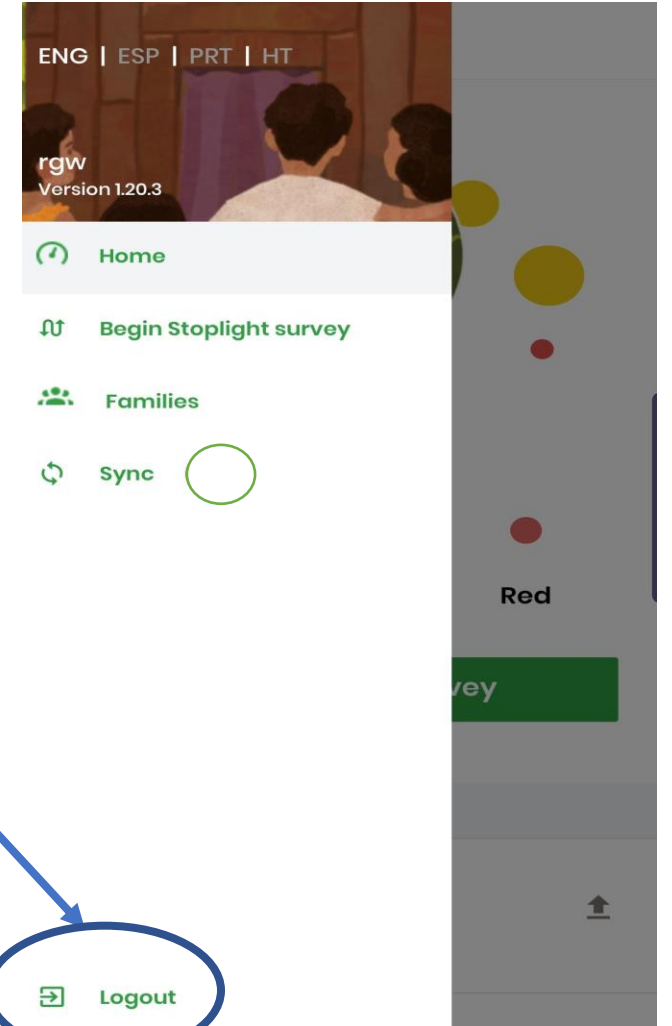 ENG | ESP | PRT | HT
rgw
Version 1.20.3
Home
Begin Stoplight survey
Families
Sync
Red
vey
Logout